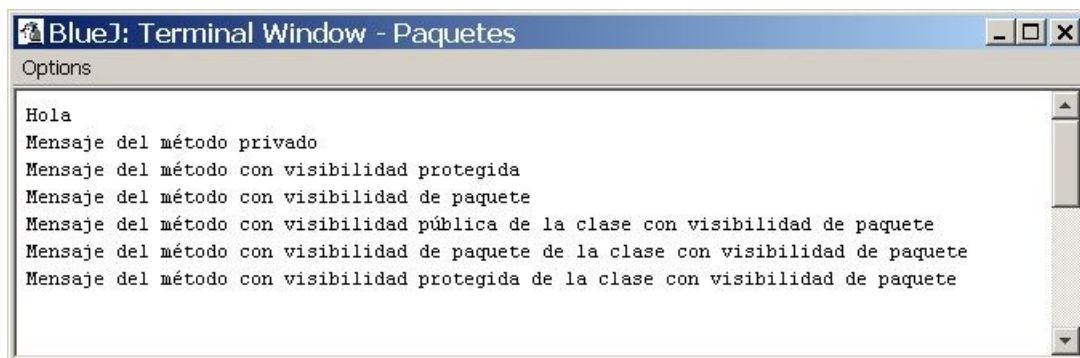 BlueJ: Terminal Window - Paquetes
Options
Hola
Mensaje del método privado
Mensaje del método con visibilidad protegida
Mensaje del método con visibilidad de paquete
Mensaje del método con visibilidad pública de la clase con visibilidad de paquete
Mensaje del método con visibilidad de paquete de la clase con visibilidad de paquete
Mensaje del método con visibilidad protegida de la clase con visibilidad de paquete